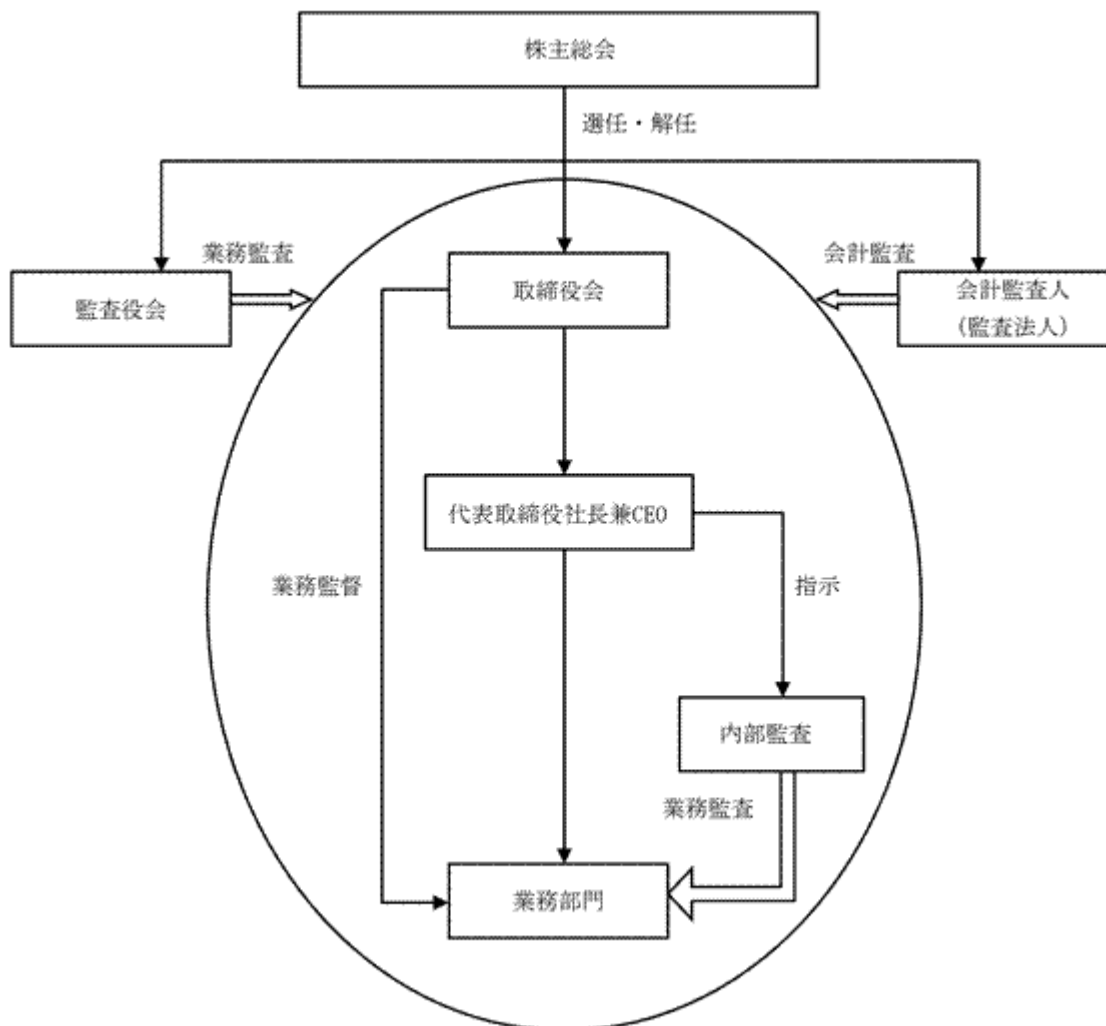 株主総会
選任・解任
業務監査
会計監査
監査役会
取締役会
会計監査人
(監査法人)
代表取締役社長兼CEO
業務監督
指示
内部監査
業務監査
業務部門